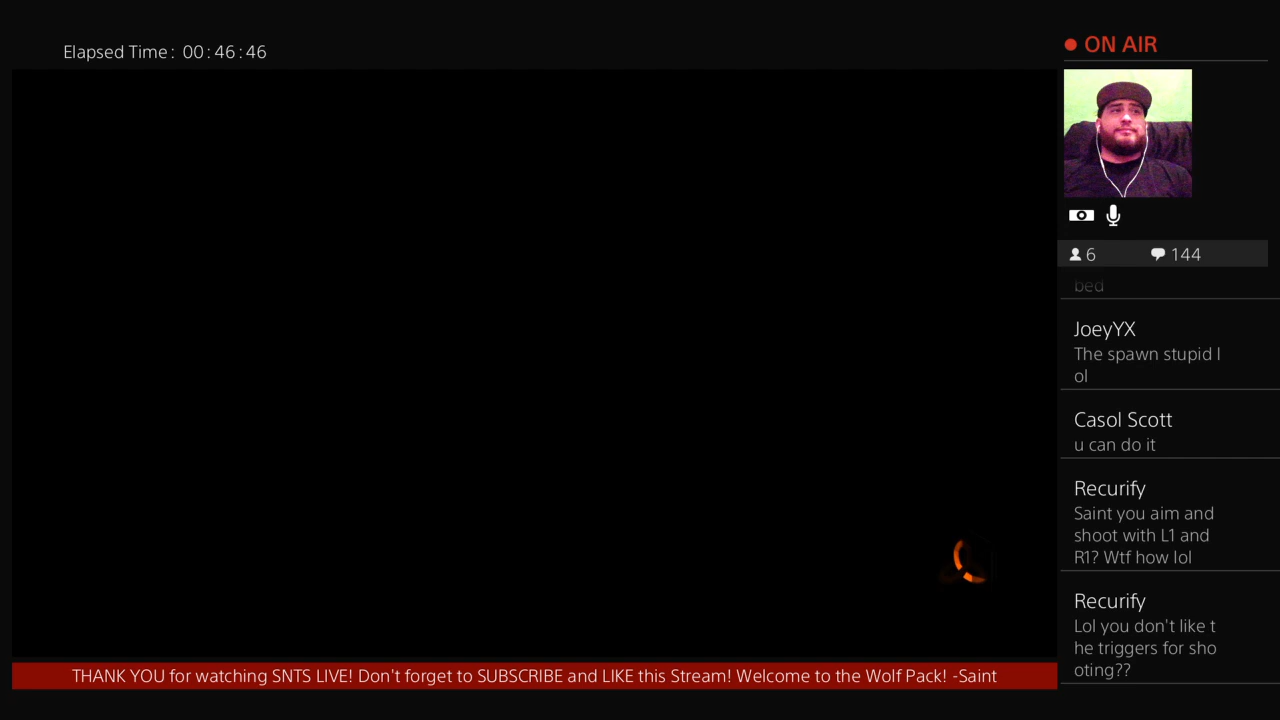 Elapsed Time: 00:46:46
ON AIR
6 144
bed
JoeyYX
The spawn stupid l
ol
Casol Scott
u can do it
Recurify
Saint you aim and
shoot with L1 and
R1? Wtf how lol
Recurify
Lol you don't like t
he triggers for sho
oting??
THANK YOU for watching SNTS LIVE! Don't forget to SUBSCRIBE and LIKE this Stream! Welcome to the Wolf Pack! -Saint